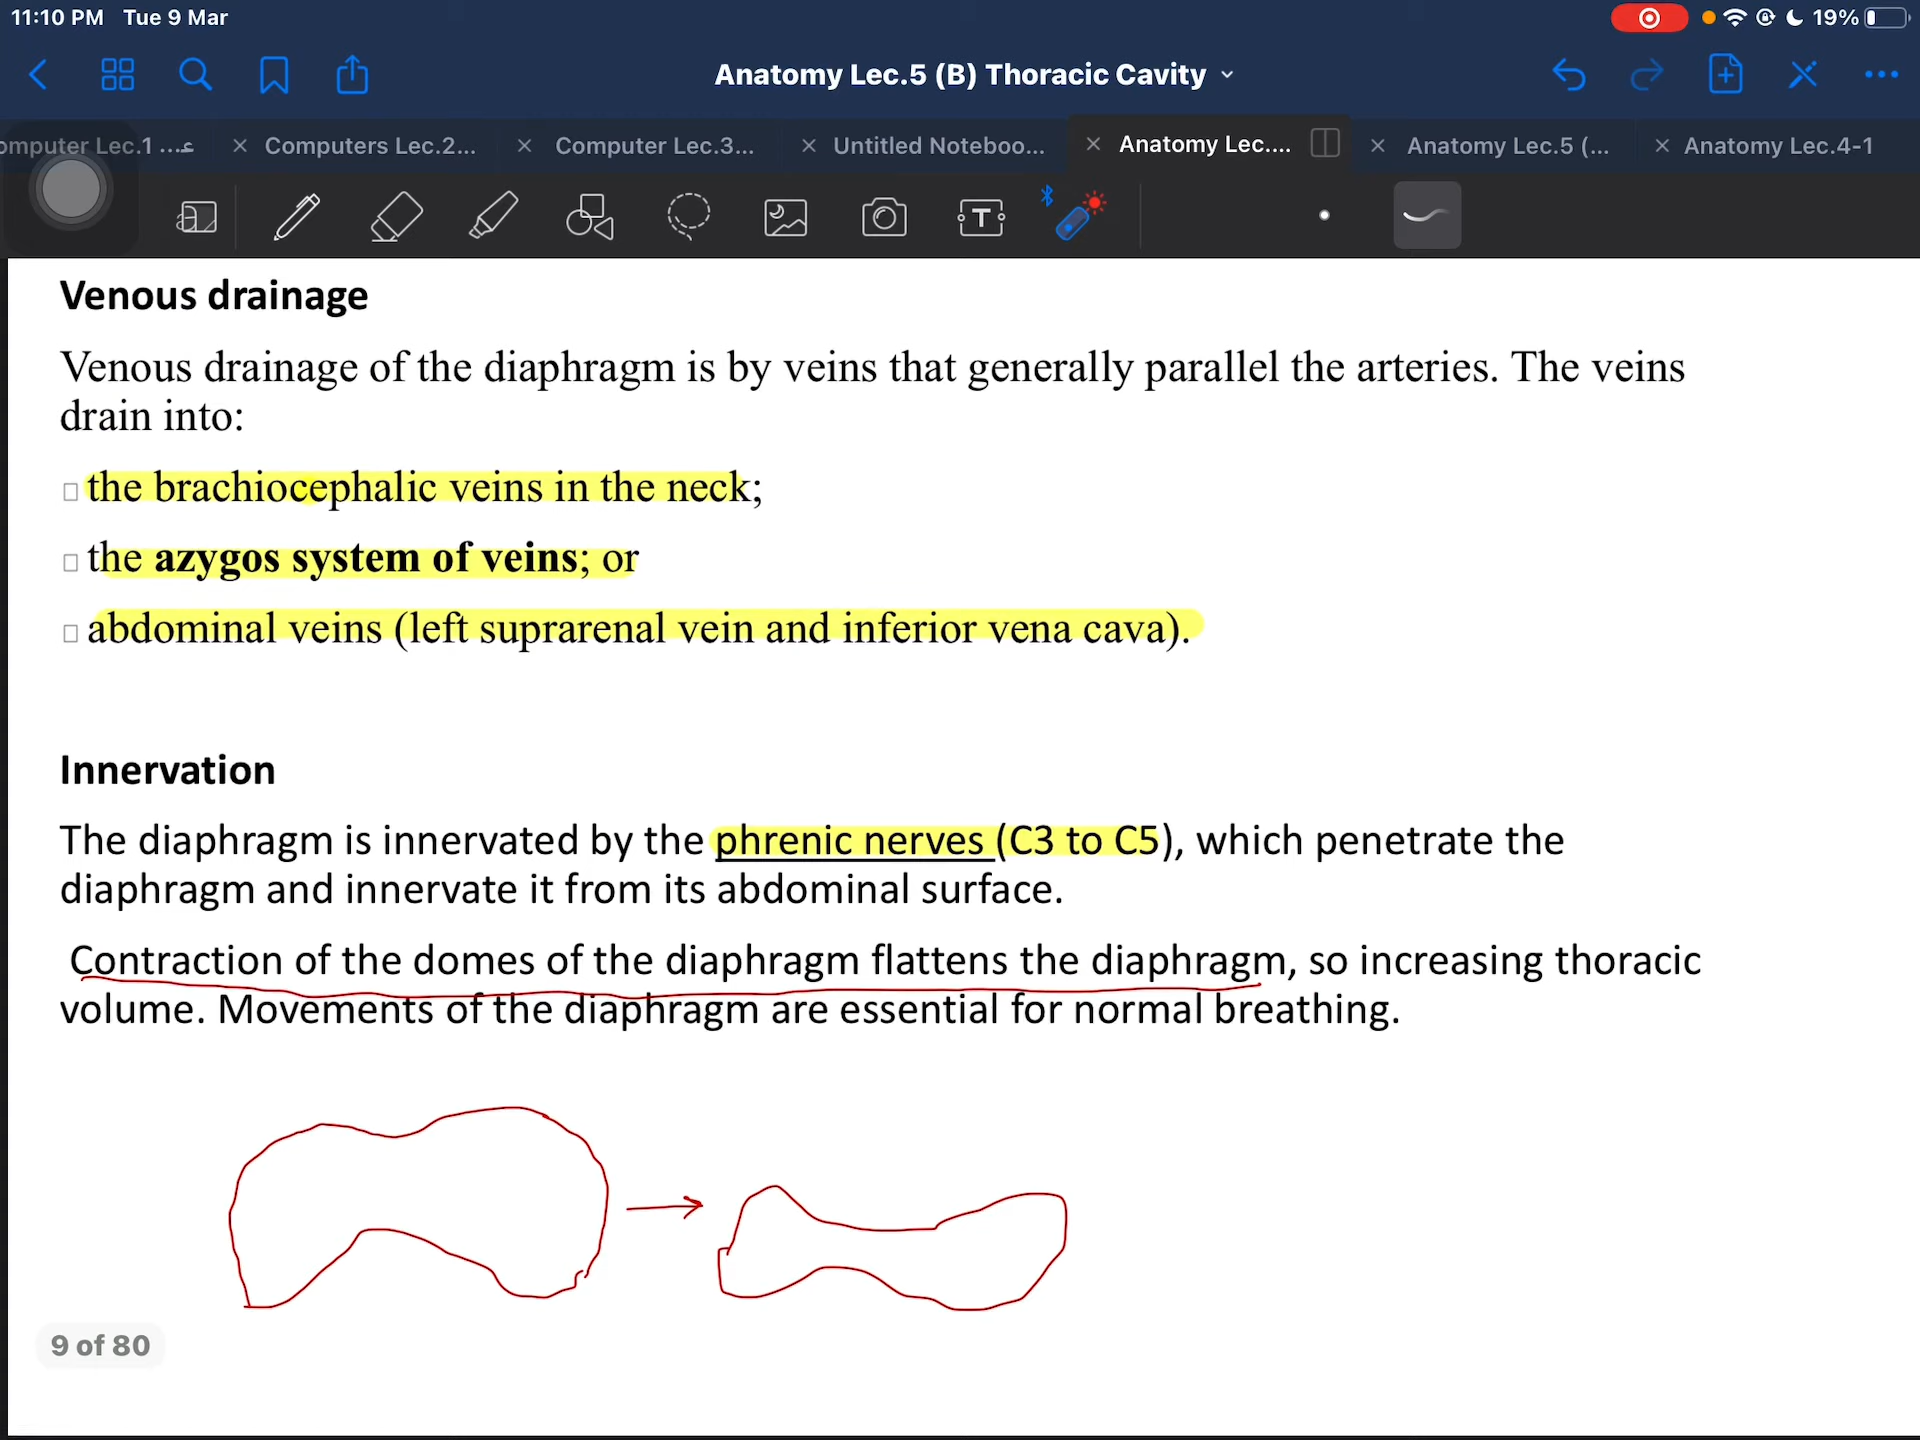 11:10 PM Tue 9 Mar
19%
Anatomy Lec.5 (B) Thoracic Cavity
omputer Lec.1 ...ع
Computers Lec.2...
Computer Lec.3...
Untitled Noteboo...
Anatomy Lec....
Anatomy Lec.5 (...
Anatomy Lec.4-1
Venous drainage
Venous drainage of the diaphragm is by veins that generally parallel the arteries. The veins
drain into:
the brachiocephalic veins in the neck;
the azygos system of veins; or
abdominal veins (left suprarenal vein and inferior vena cava).
Innervation
The diaphragm is innervated by the phrenic nerves (C3 to C5), which penetrate the
diaphragm and innervate it from its abdominal surface.
Contraction of the domes of the diaphragm flattens the diaphragm, so increasing thoracic
volume. Movements of the diaphragm are essential for normal breathing.
9 of 80